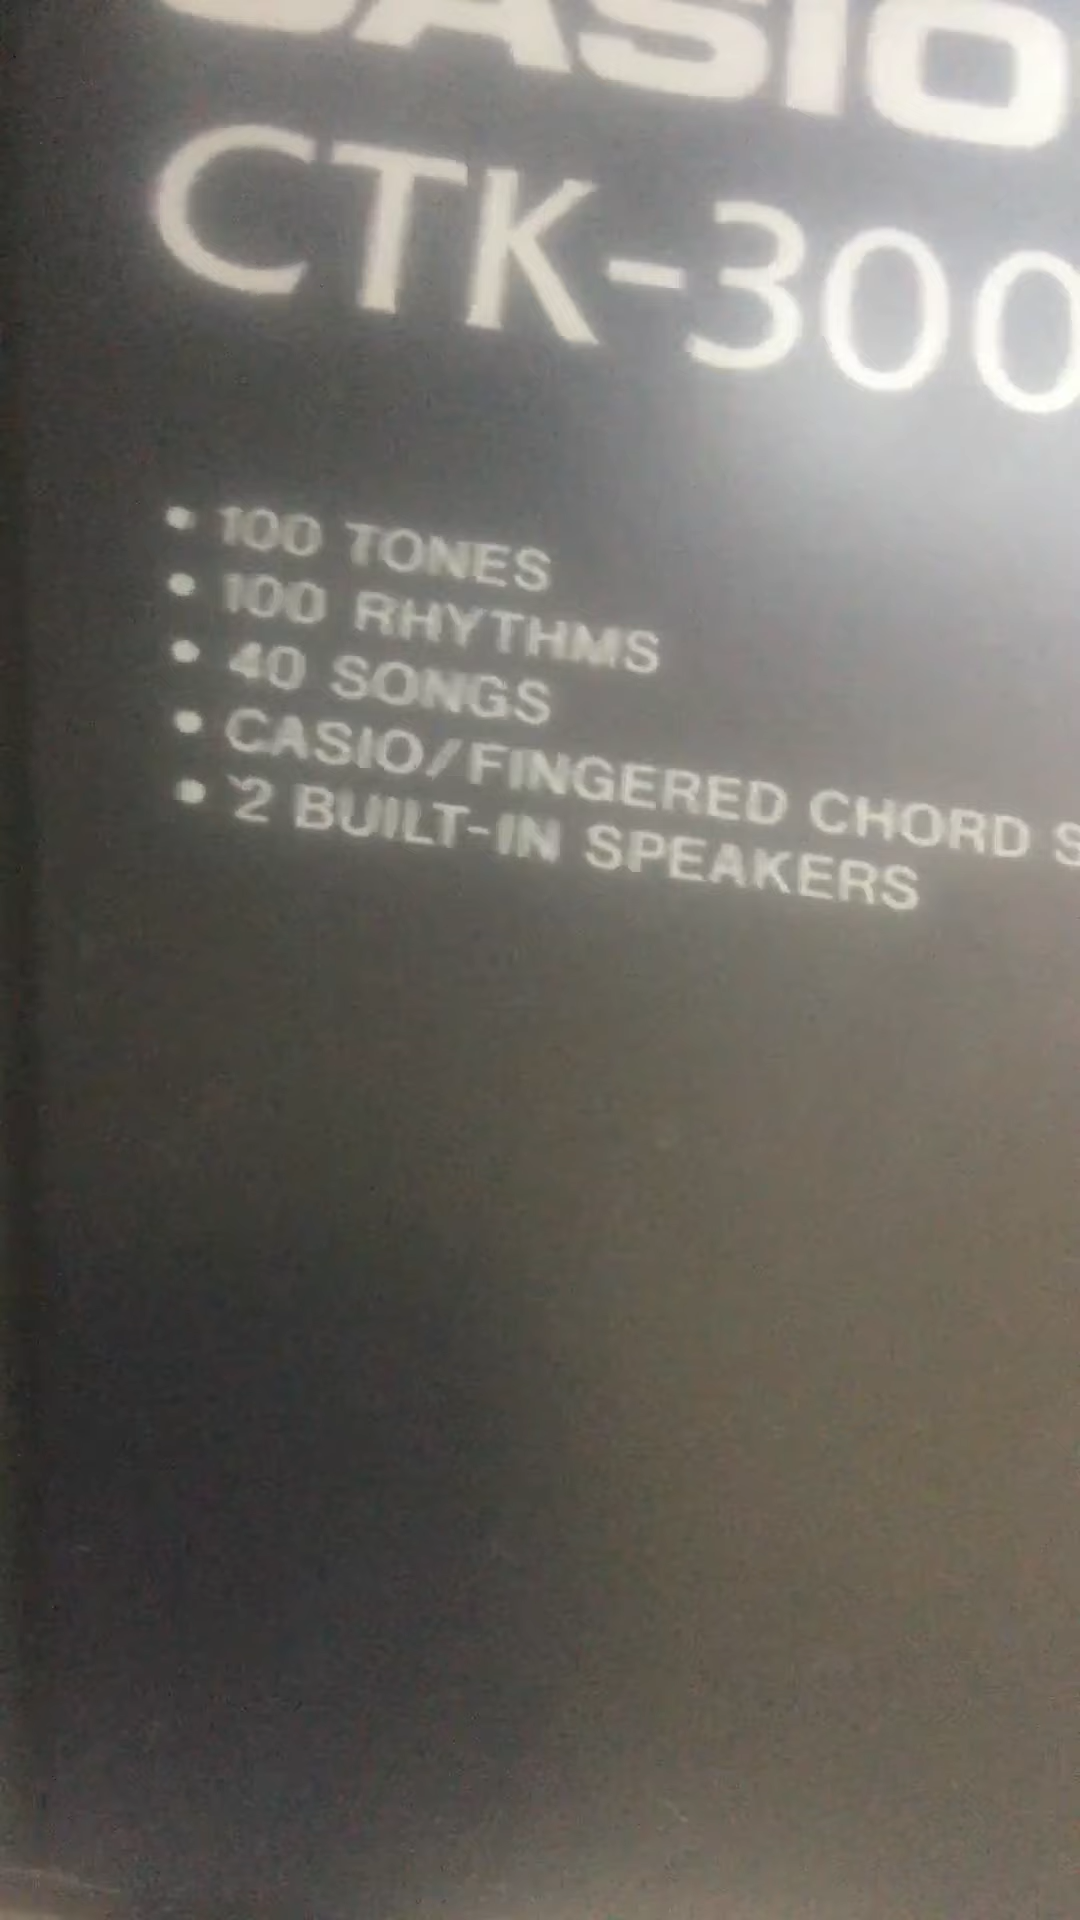 CASIO
CTK-300
• 100 TONES
• 100 RHYTHMS
• 40 SONGS
• CASIO/FINGERED CHORD S
• 2 BUILT-IN SPEAKERS